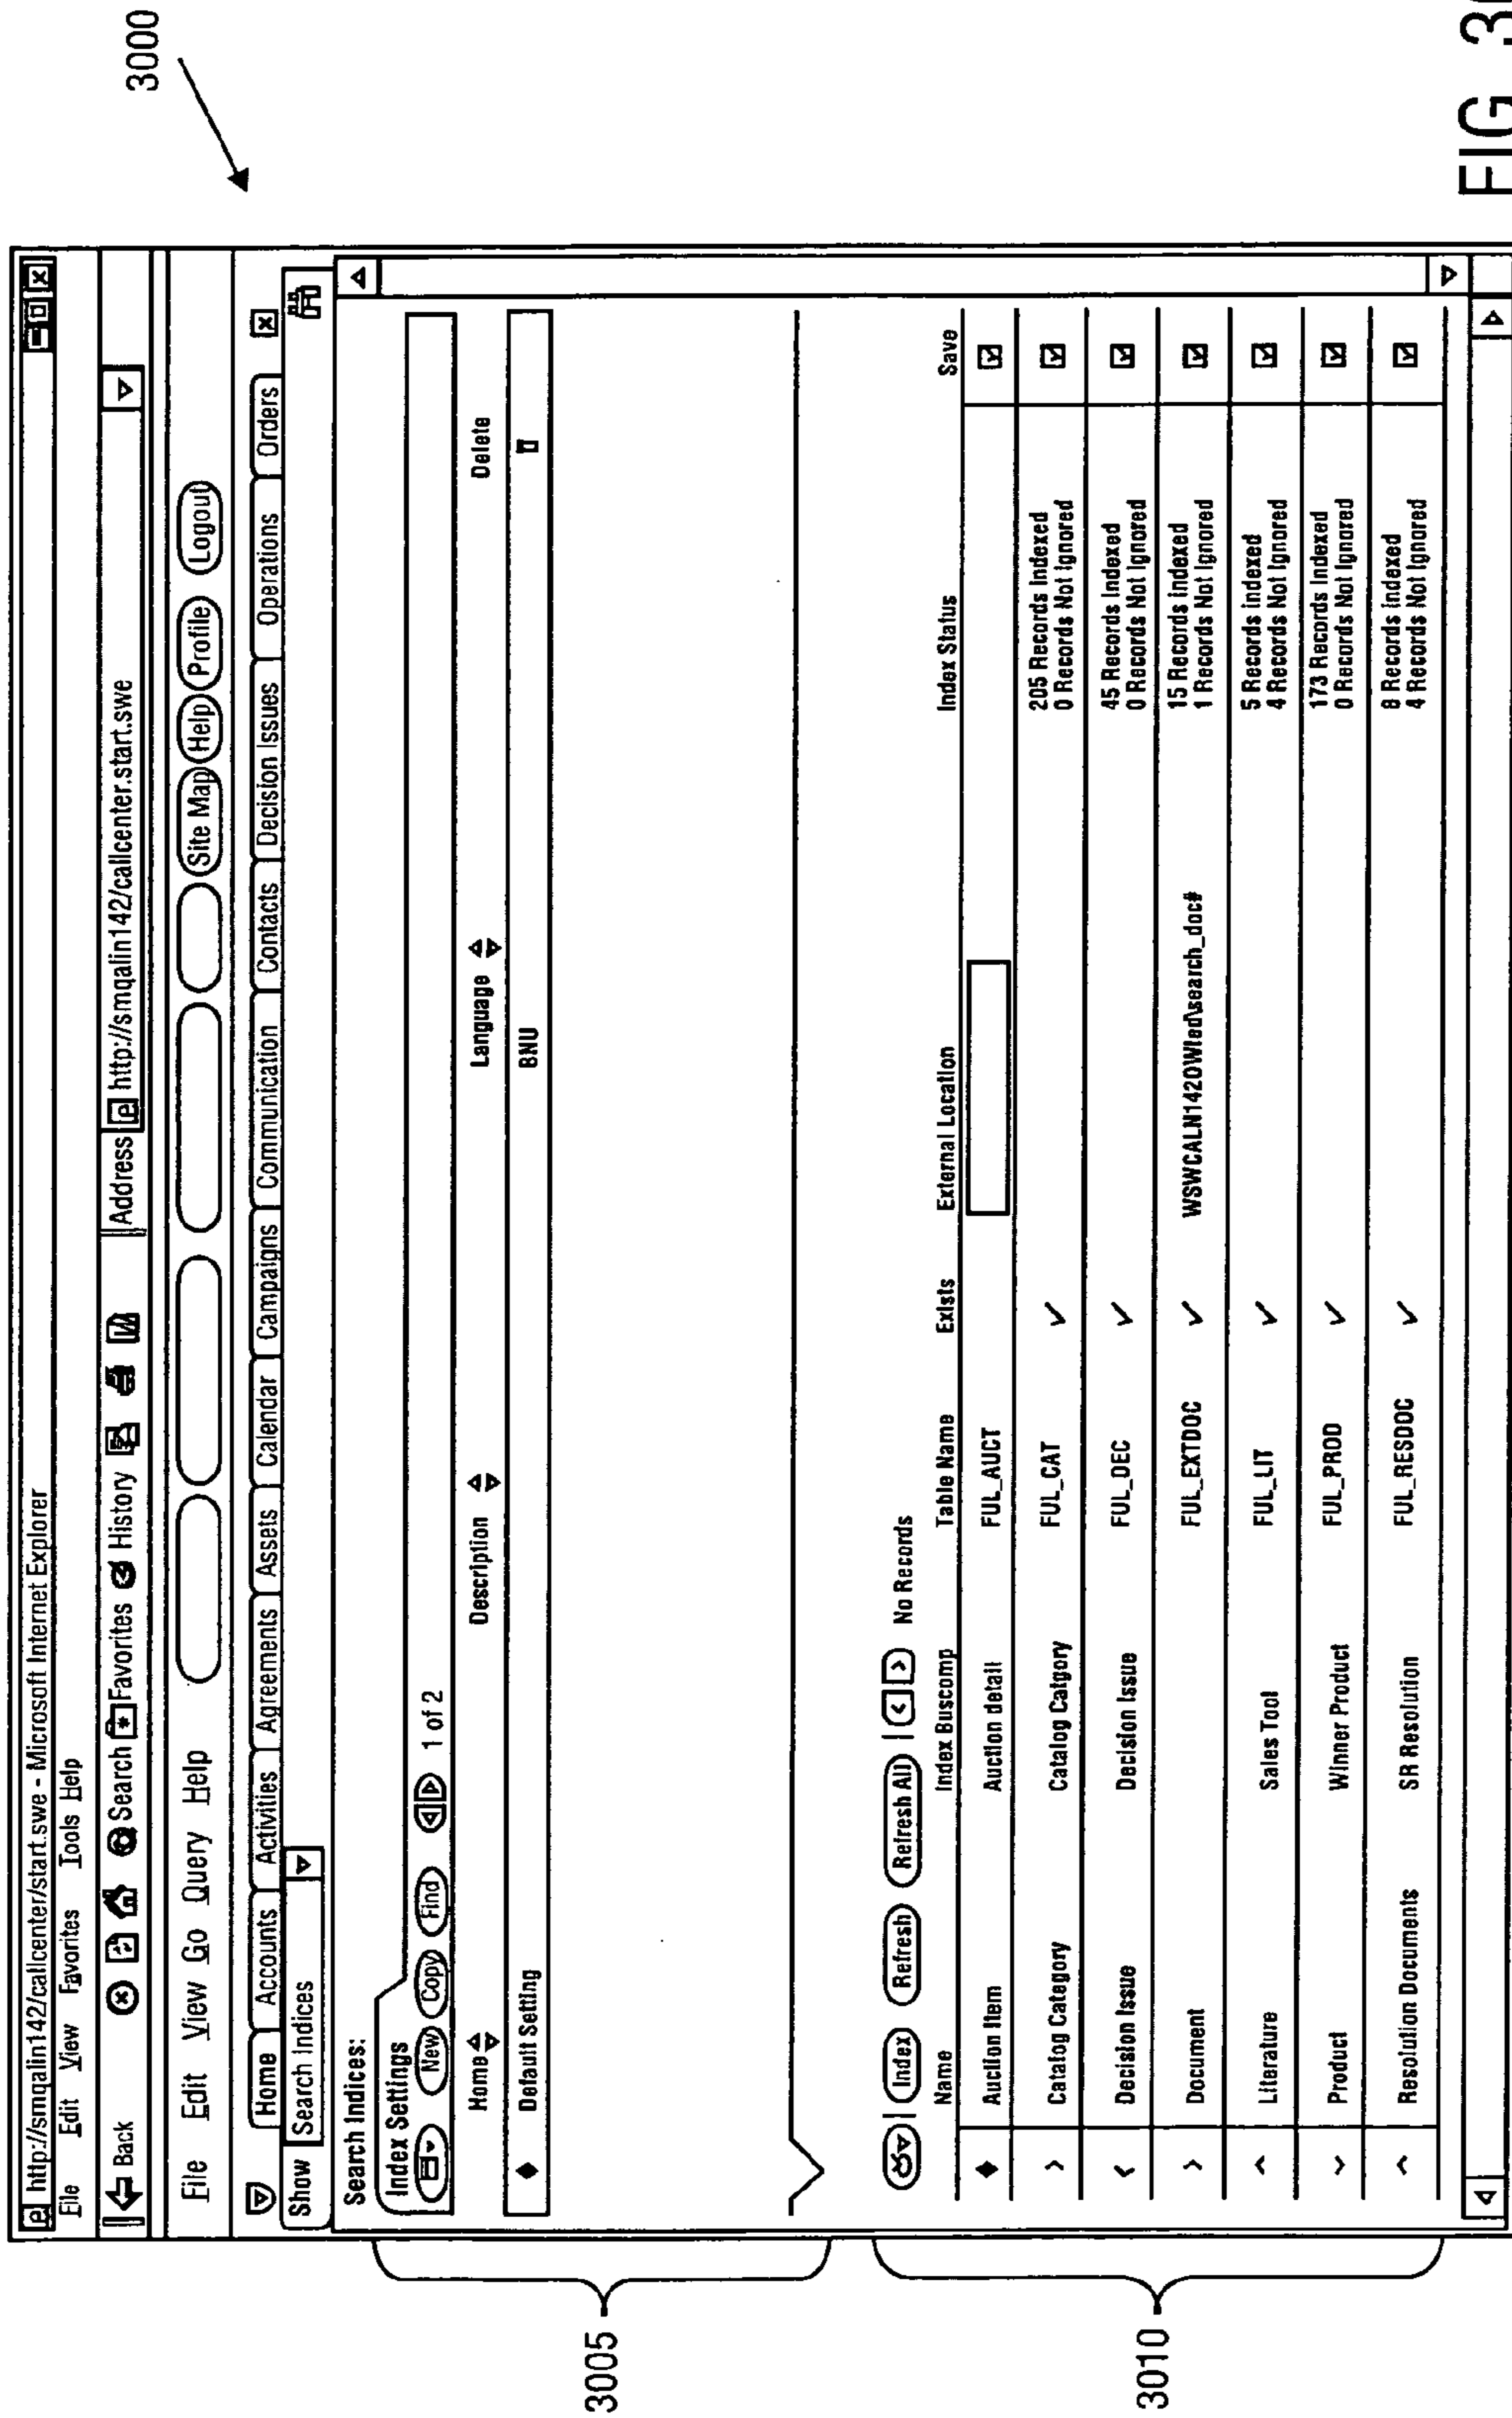 3000
http://smqalin142/callcenter/start.swe - Microsoft Internet Explorer
File Edit View Favorites Tools Help
Back Search Favorites History Address http://smqalin142/callcenter.start.swe
File Edit View Go Query Help Site Map Help Profile Logout
Home Accounts Activities Agreements Assets Calendar Campaigns Communication Contacts Decision Issues Operations Orders
Show Search Indices
Search Indices:
Index Settings
New Copy Find 1 of 2
Home Description Language Delete
Default Setting BNU
3005
Index Refresh Refresh All No Records
Name Index Buscomp Table Name Exists External Location Index Status Save
Auction Item Auction detail FUL_AUCT
Catalog Category Catalog Catgory FUL_CAT 205 Records Indexed
0 Records Not Ignored
Decision Issue Decision Issue FUL_DEC 45 Records Indexed
0 Records Not Ignored
Document FUL_EXTDOC WSWCALN1420Wted\search_doc# 15 Records Indexed
1 Records Not Ignored
Literature Sales Tool FUL_LIT 5 Records Indexed
4 Records Not Ignored
Product Winner Product FUL_PROD 173 Records Indexed
0 Records Not Ignored
Resolution Documents SR Resolution FUL_RESDOC 8 Records Indexed
4 Records Not Ignored
3010
FIG. 3